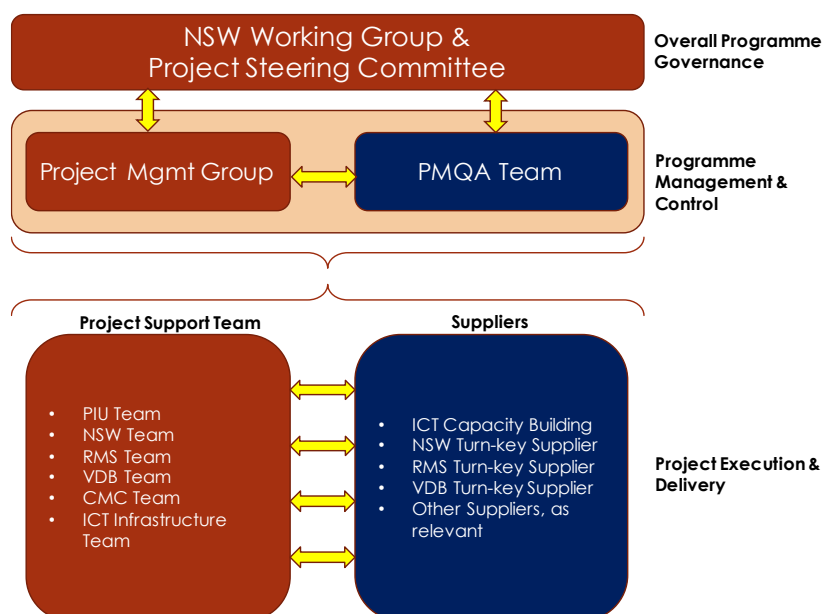 NSW Working Group &
Project Steering Committee
Overall Programme
Governance
Project Mgmt Group
PMQA Team
Programme
Management &
Control
Project Support Team
Suppliers
• PIU Team
• NSW Team
• RMS Team
• VDB Team
• CMC Team
• ICT Infrastructure
Team
• ICT Capacity Building
• NSW Turn-key Supplier
• RMS Turn-key Supplier
• VDB Turn-key Supplier
• Other Suppliers, as
relevant
Project Execution &
Delivery